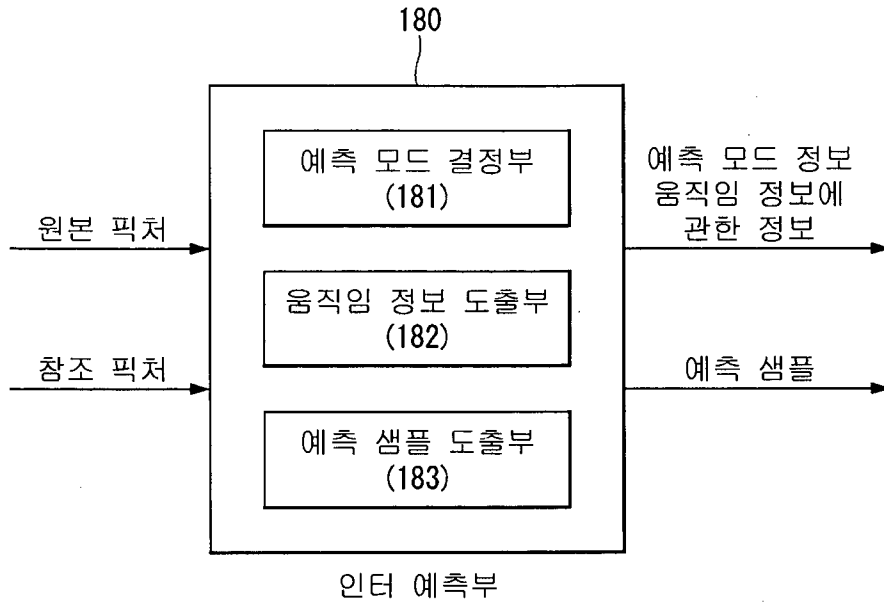 180
예측 모드 결정부
(181)
원본 픽처
예측 모드 정보
움직임 정보에
관한 정보
움직임 정보 도출부
(182)
창조 픽처
예측 샘플
예측 샘플 도출부
(183)
인터 예측부